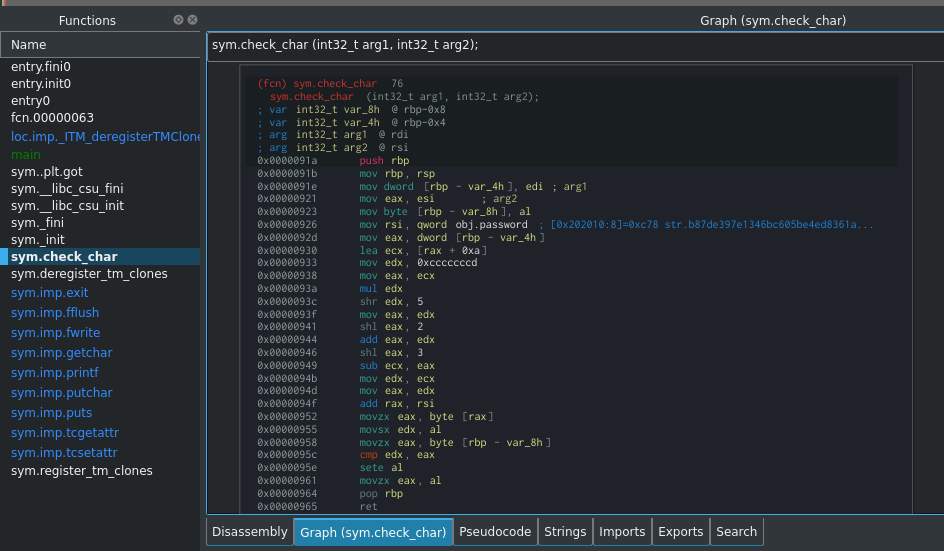 Functions
Graph (sym.check_char)
Name
entry.fini0
entry.init0
entry0
fcn.00000063
loc.imp._ITM_deregisterTMClone
main
sym..plt.got
sym.__libc_csu_fini
sym.__libc_csu_init
sym._fini
sym._init
sym.check_char
sym.deregister_tm_clones
sym.imp.exit
sym.imp.fflush
sym.imp.fwrite
sym.imp.getchar
sym.imp.printf
sym.imp.putchar
sym.imp.puts
sym.imp.tcgetattr
sym.imp.tcsetattr
sym.register_tm_clones
sym.check_char (int32_t arg1, int32_t arg2);
(fcn) sym.check_char 76
sym.check_char (int32_t arg1, int32_t arg2);
; var int32_t var_8h @ rbp-0x8
; var int32_t var_4h @ rbp-0x4
; arg int32_t arg1 @ rdi
; arg int32_t arg2 @ rsi
0x0000091a push rbp
0x0000091b mov rbp, rsp
0x0000091e mov dword [rbp - var_4h], edi ; arg1
0x00000921 mov eax, esi ; arg2
0x00000923 mov byte [rbp - var_8h], al
0x00000926 mov rsi, qword obj.password ; [0x202010:8]=0xc78 str.b87de397e1346bc605be4ed8361a...
0x0000092d mov eax, dword [rbp - var_4h]
0x00000930 lea ecx, [rax + 0xa]
0x00000933 mov edx, 0xcccccccd
0x00000938 mov eax, ecx
0x0000093a mul edx
0x0000093c shr edx, 5
0x0000093f mov eax, edx
0x00000941 shl eax, 2
0x00000944 add eax, edx
0x00000946 shl eax, 3
0x00000949 sub ecx, eax
0x0000094b mov edx, ecx
0x0000094d mov eax, edx
0x0000094f add rax, rsi
0x00000952 movzx eax, byte [rax]
0x00000955 movsx edx, al
0x00000958 movzx eax, byte [rbp - var_8h]
0x0000095c cmp edx, eax
0x0000095e sete al
0x00000961 movzx eax, al
0x00000964 pop rbp
0x00000965 ret
Disassembly
Graph (sym.check_char)
Pseudocode
Strings
Imports
Exports
Search